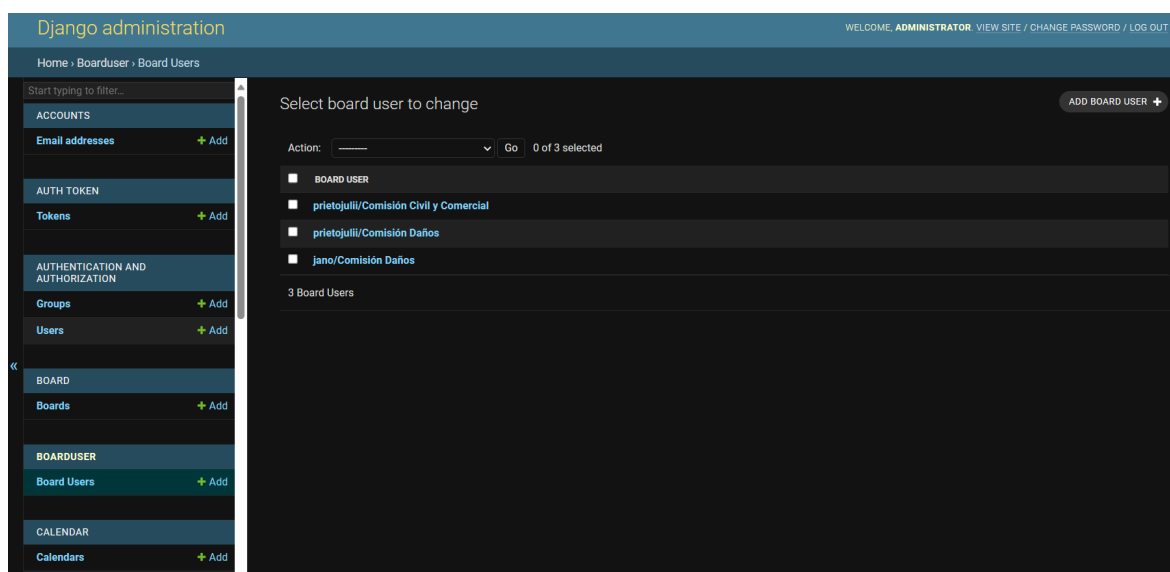 Django administration
WELCOME, ADMINISTRATOR. VIEW SITE / CHANGE PASSWORD / LOG OUT
Home › Boarduser › Board Users
Start typing to filter...
ACCOUNTS
Email addresses + Add
AUTH TOKEN
Tokens + Add
AUTHENTICATION AND
AUTHORIZATION
Groups + Add
Users + Add
BOARD
Boards + Add
BOARDUSER
Board Users + Add
CALENDAR
Calendars + Add
«
Select board user to change
ADD BOARD USER +
Action: --------- Go 0 of 3 selected
BOARD USER
prietojulii/Comisión Civil y Comercial
prietojulii/Comisión Daños
jano/Comisión Daños
3 Board Users